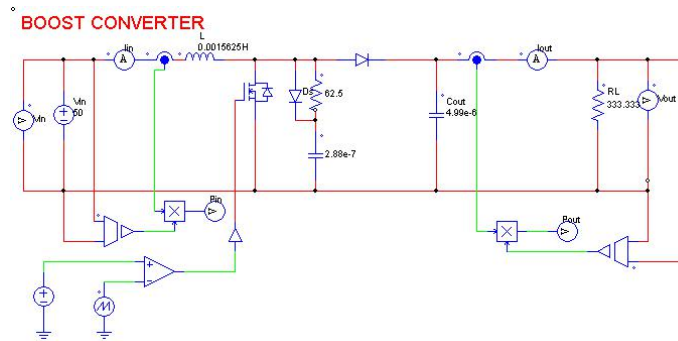 BOOST CONVERTER
L
0.0015625H
Iin
A
Iout
A
Vin
50
Vin
Ds
62.5
Cout
4.99e-6
RL
333.333
Vout
2.88e-7
Pin
Pout